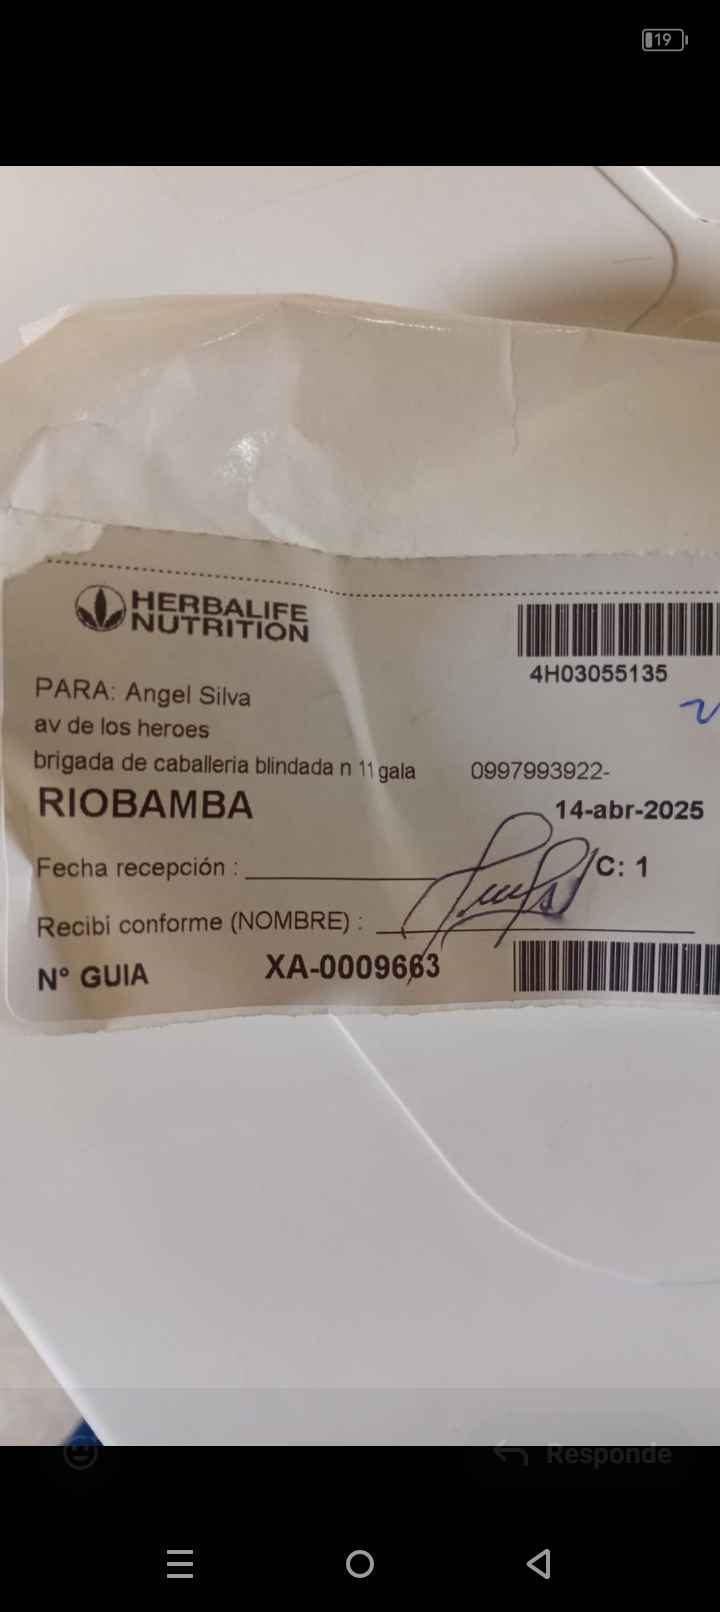 19
HERBALIFE
NUTRITION
4H03055135
PARA: Angel Silva
av de los heroes
brigada de caballeria blindada n 11 gala 0997993922-
RIOBAMBA
14-abr-2025
Fecha recepción :
C: 1
Recibi conforme (NOMBRE) :
N° GUIA XA-0009663
Responde